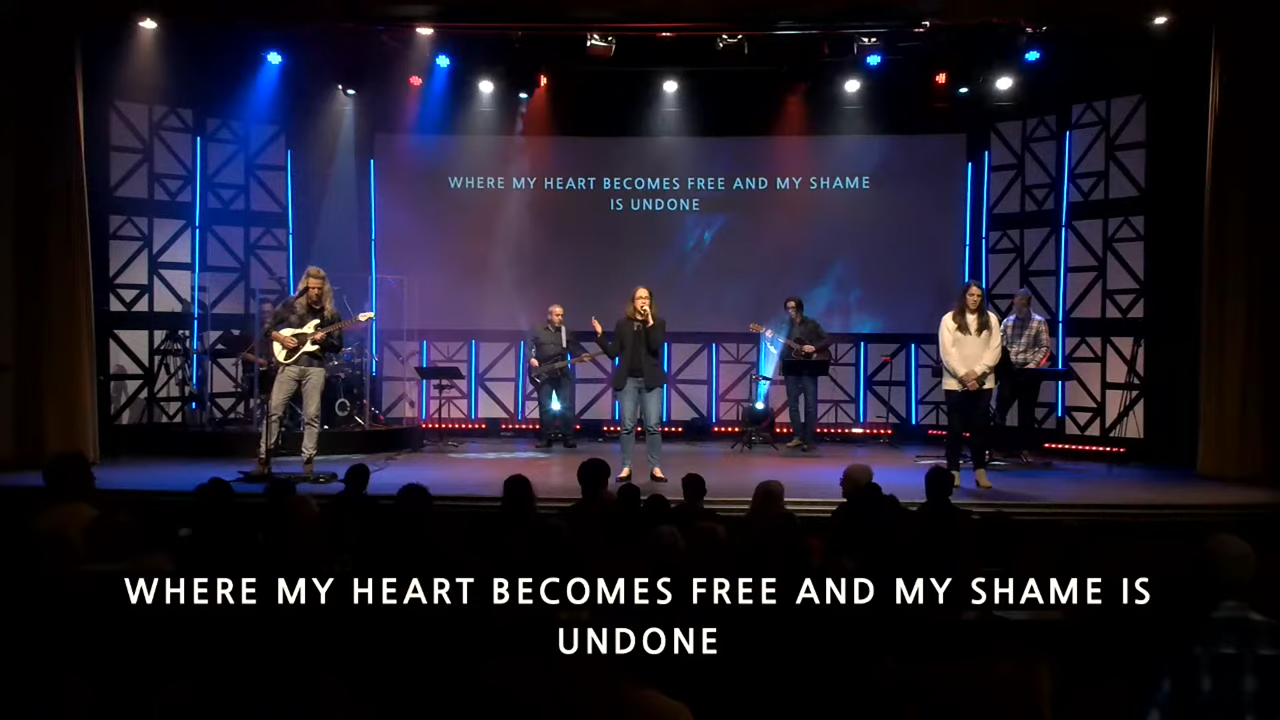 WHERE MY HEART BECOMES FREE AND MY SHAME
IS UNDONE
WHERE MY HEART BECOMES FREE AND MY SHAME IS
UNDONE